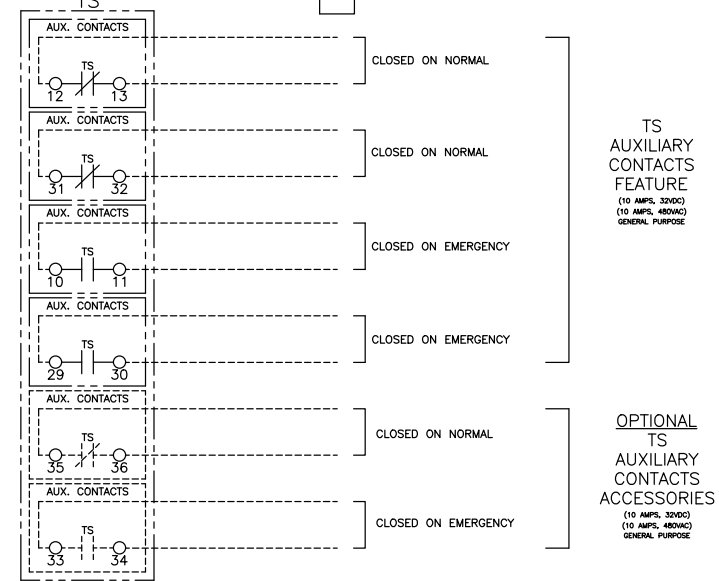 TS
AUX. CONTACTS
TS
12 13
CLOSED ON NORMAL
AUX. CONTACTS
TS
31 32
CLOSED ON NORMAL
AUX. CONTACTS
TS
10 11
CLOSED ON EMERGENCY
AUX. CONTACTS
TS
29 30
CLOSED ON EMERGENCY
TS
AUXILIARY
CONTACTS
FEATURE
(10 AMPS, 32VDC)
(10 AMPS, 480VAC)
GENERAL PURPOSE
AUX. CONTACTS
TS
35 36
CLOSED ON NORMAL
AUX. CONTACTS
TS
33 34
CLOSED ON EMERGENCY
OPTIONAL
TS
AUXILIARY
CONTACTS
ACCESSORIES
(10 AMPS, 32VDC)
(10 AMPS, 480VAC)
GENERAL PURPOSE